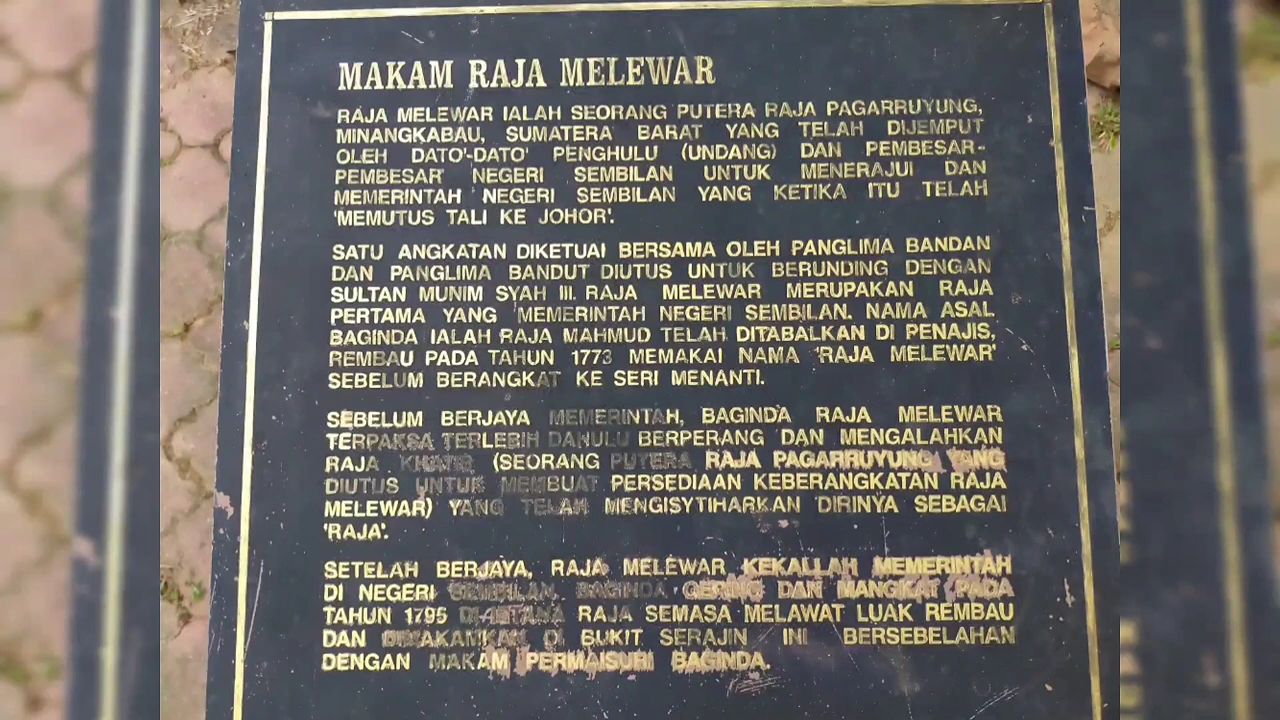 MAKAM RAJA MELEWAR
RAJA MELEWAR IALAH SEORANG PUTERA RAJA PAGARRUYUNG,
MINANGKABAU, SUMATERA BARAT YANG TELAH DIJEMPUT
OLEH DATO'-DATO' PENGHULU (UNDANG) DAN PEMBESAR-
PEMBESAR NEGERI SEMBILAN UNTUK MENERAJUI DAN
MEMERINTAH NEGERI SEMBILAN YANG KETIKA ITU TELAH
'MEMUTUS TALI KE JOHOR'.
SATU ANGKATAN DIKETUAI BERSAMA OLEH PANGLIMA BANDAN
DAN PANGLIMA BANDUT DIUTUS UNTUK BERUNDING DENGAN
SULTAN MUNIM SYAH III. RAJA MELEWAR MERUPAKAN RAJA
PERTAMA YANG MEMERINTAH NEGERI SEMBILAN. NAMA ASAL
BAGINDA IALAH RAJA MAHMUD TELAH DITABALKAN DI PENAJIS,
REMBAU PADA TAHUN 1773 MEMAKAI NAMA 'RAJA MELEWAR'
SEBELUM BERANGKAT KE SERI MENANTI.
SEBELUM BERJAYA MEMERINTAH, BAGINDA RAJA MELEWAR
TERPAKSA TERLEBIH DAHULU BERPERANG DAN MENGALAHKAN
RAJA KHATIB (SEORANG PUTERA RAJA PAGARRUYUNG YANG
DIUTUS UNTUK MEMBUAT PERSEDIAAN KEBERANGKATAN RAJA
MELEWAR) YANG TELAH MENGISYTIHARKAN DIRINYA SEBAGAI
'RAJA'.
SETELAH BERJAYA, RAJA MELEWAR KEKALLAH MEMERINTAH
DI NEGERI SEMBILAN. BAGINDA GERING DAN MANGKAT PADA
TAHUN 1795 DI ISTANA RAJA SEMASA MELAWAT LUAK REMBAU
DAN DIMAKAMKAN DI BUKIT SERAJIN INI BERSEBELAHAN
DENGAN MAKAM PERMAISURI BAGINDA.